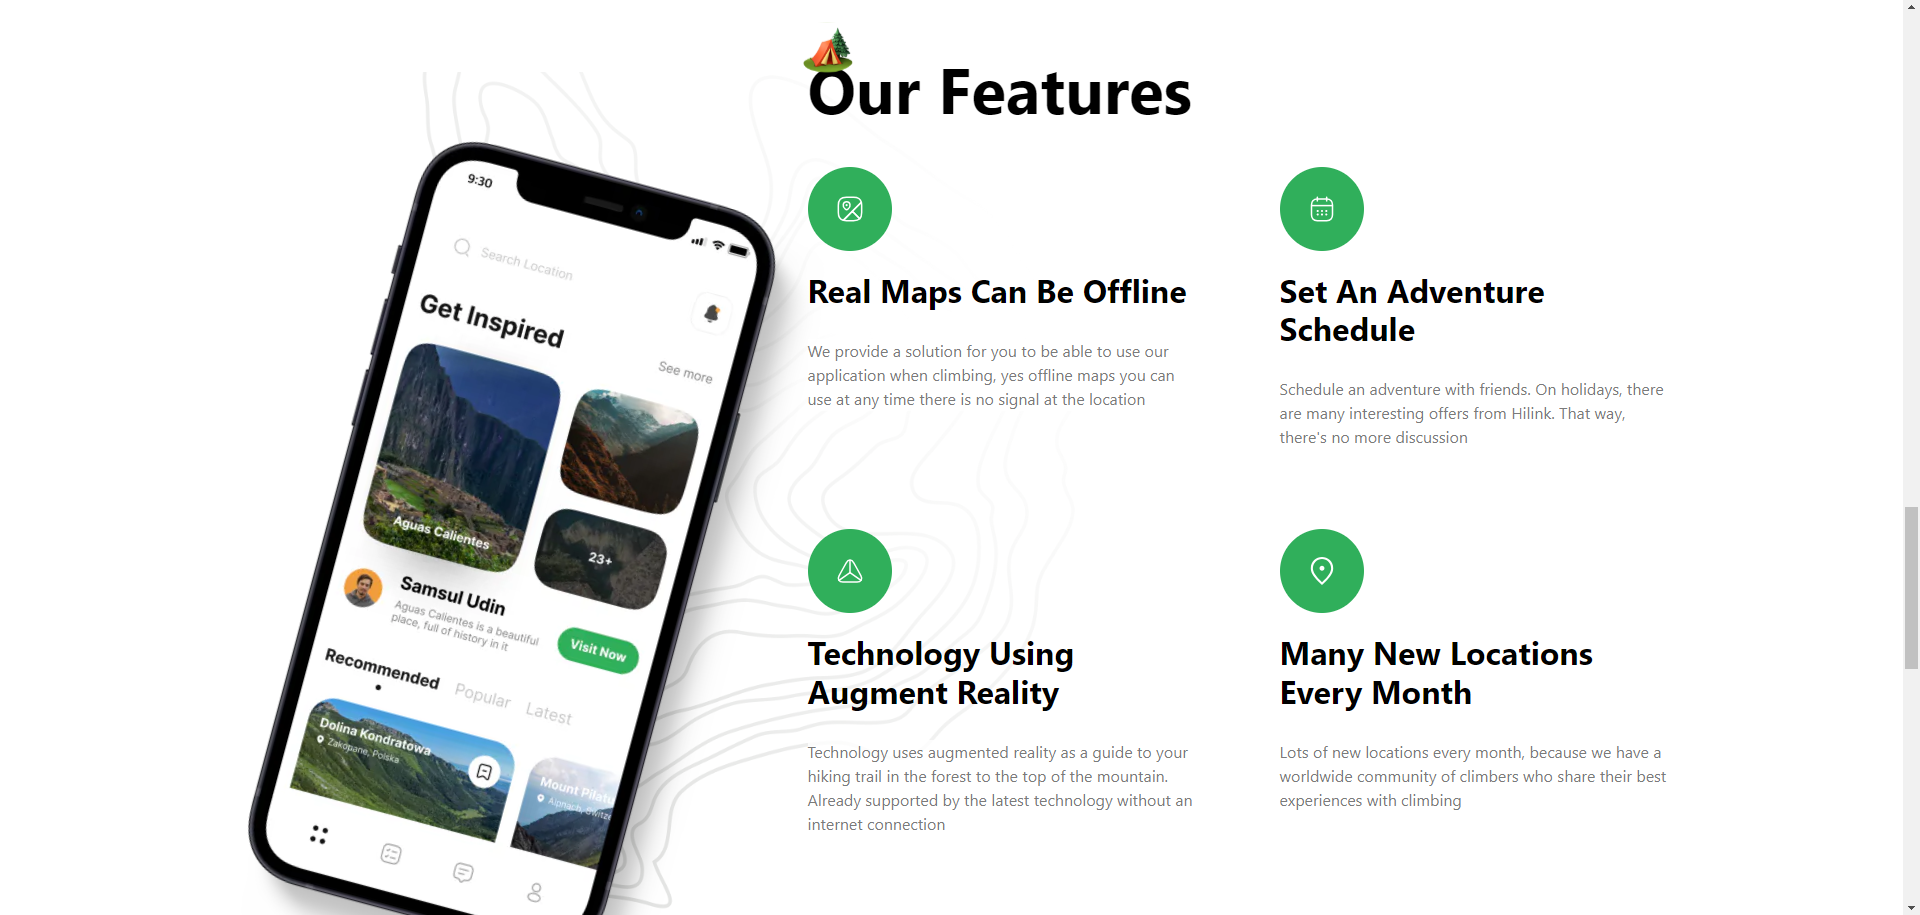 Our Features
9:30
Search Location
Get Inspired
See more
Aguas Calientes
23+
Samsul Udin
Aguas Calientes is a beautiful
place, full of history in it
Visit Now
Recommended
Popular
Latest
Dolina Kondratowa
Zakopane, Polska
Mount
Alpnach,
Real Maps Can Be Offline
We provide a solution for you to be able to use our
application when climbing, yes offline maps you can
use at any time there is no signal at the location
Set An Adventure
Schedule
Schedule an adventure with friends. On holidays, there
are many interesting offers from Hilink. That way,
there's no more discussion
Technology Using
Augment Reality
Technology uses augmented reality as a guide to your
hiking trail in the forest to the top of the mountain.
Already supported by the latest technology without an
internet connection
Many New Locations
Every Month
Lots of new locations every month, because we have a
worldwide community of climbers who share their best
experiences with climbing